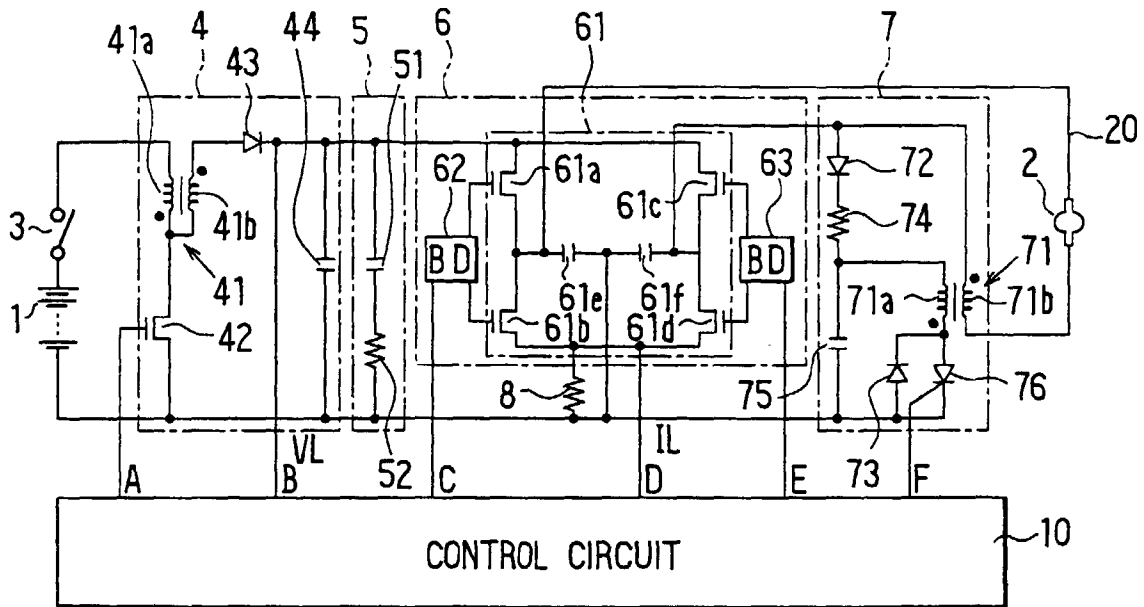 4 44 5 6 61 7
41a 43 51
20
62 61a 63 72 2
61c
3 41b 74
BD BD 71
41 61e 61f 71a 71b
1 42 61b 61d
8 75 76
VL IL
A B 52 C D E 73 F
10
CONTROL CIRCUIT